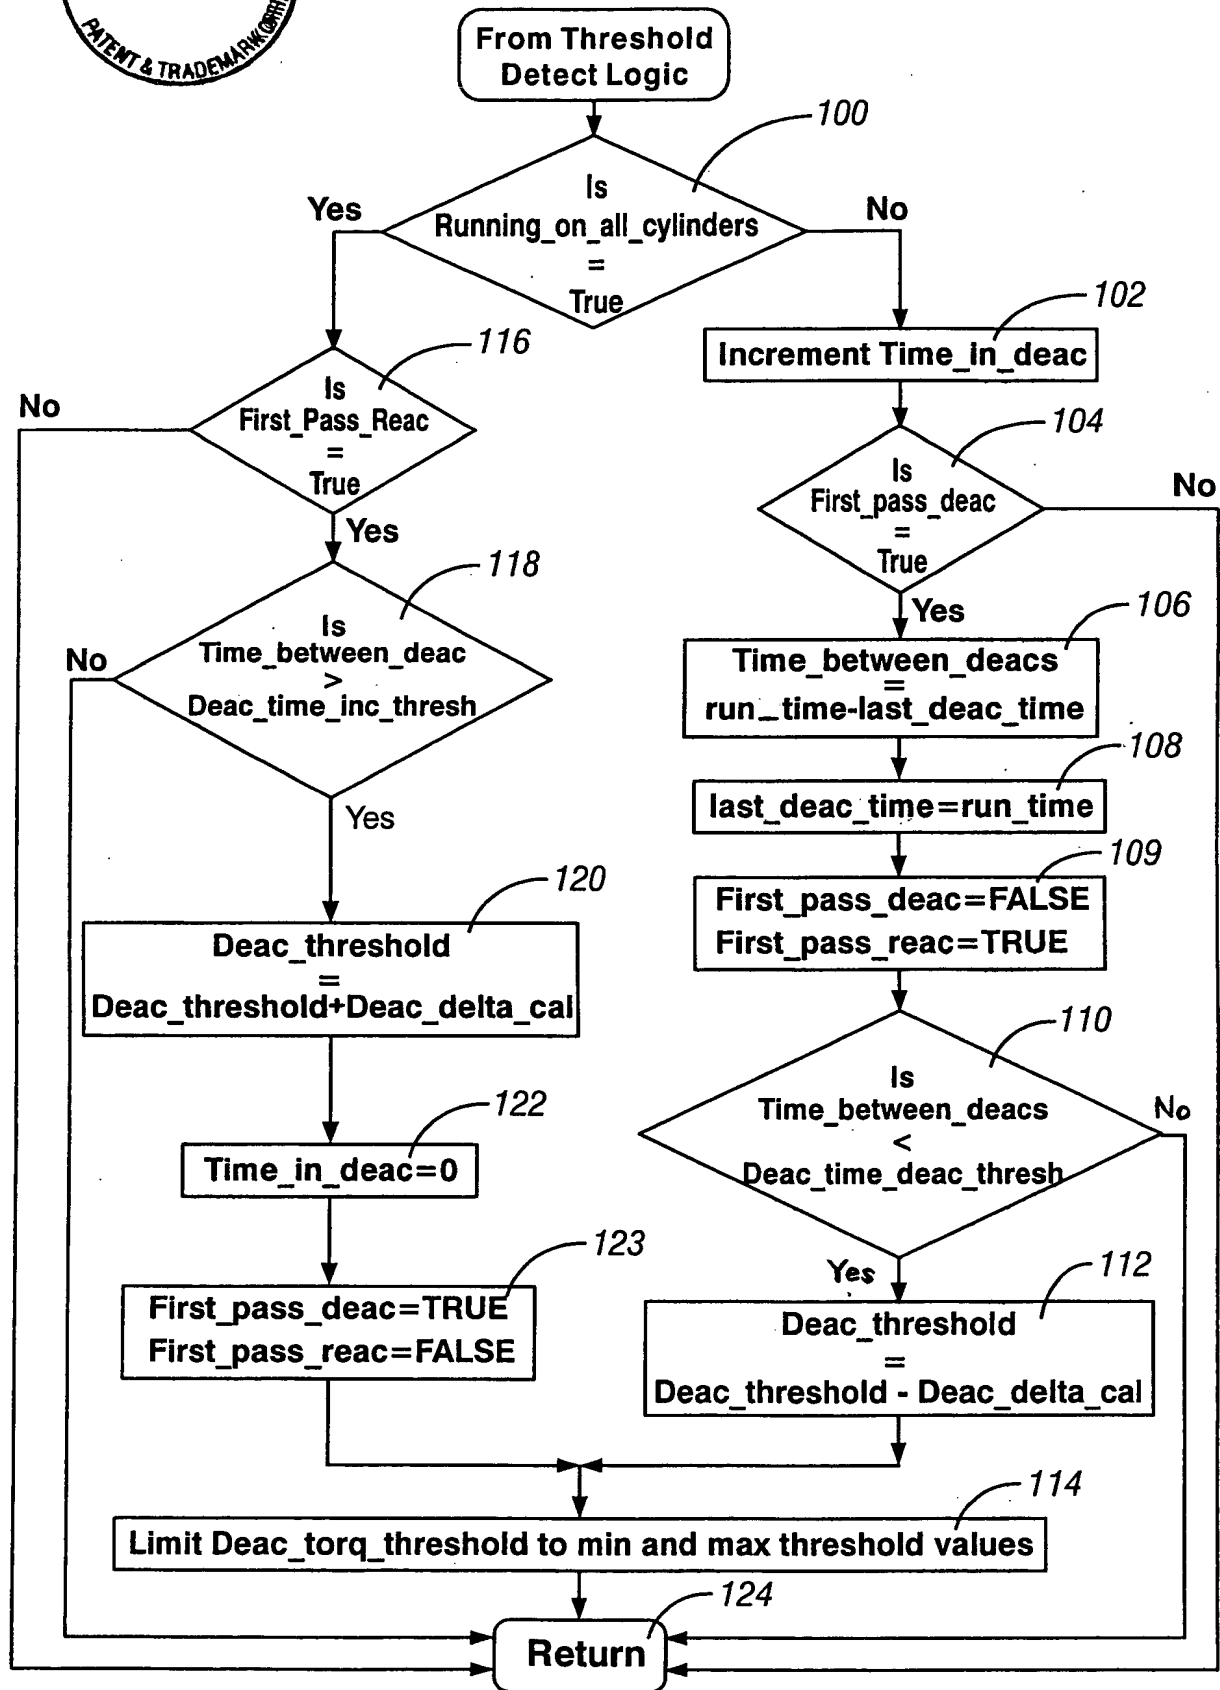 PATENT & TRADEMARK
From Threshold
Detect Logic
100
Is
Running_on_all_cylinders
=
True
Yes
No
102
Increment Time_in_deac
116
Is
First_Pass_Reac
=
True
No
Yes
104
Is
First_pass_deac
=
True
No
Yes
118
Is
Time_between_deac
>
Deac_time_inc_thresh
No
Yes
106
Time_between_deacs
=
run_time-last_deac_time
108
last_deac_time=run_time
109
First_pass_deac=FALSE
First_pass_reac=TRUE
120
Deac_threshold
=
Deac_threshold+Deac_delta_cal
110
Is
Time_between_deacs
<
Deac_time_deac_thresh
No
Yes
122
Time_in_deac=0
123
First_pass_deac=TRUE
First_pass_reac=FALSE
112
Deac_threshold
=
Deac_threshold - Deac_delta_cal
114
Limit Deac_torq_threshold to min and max threshold values
124
Return